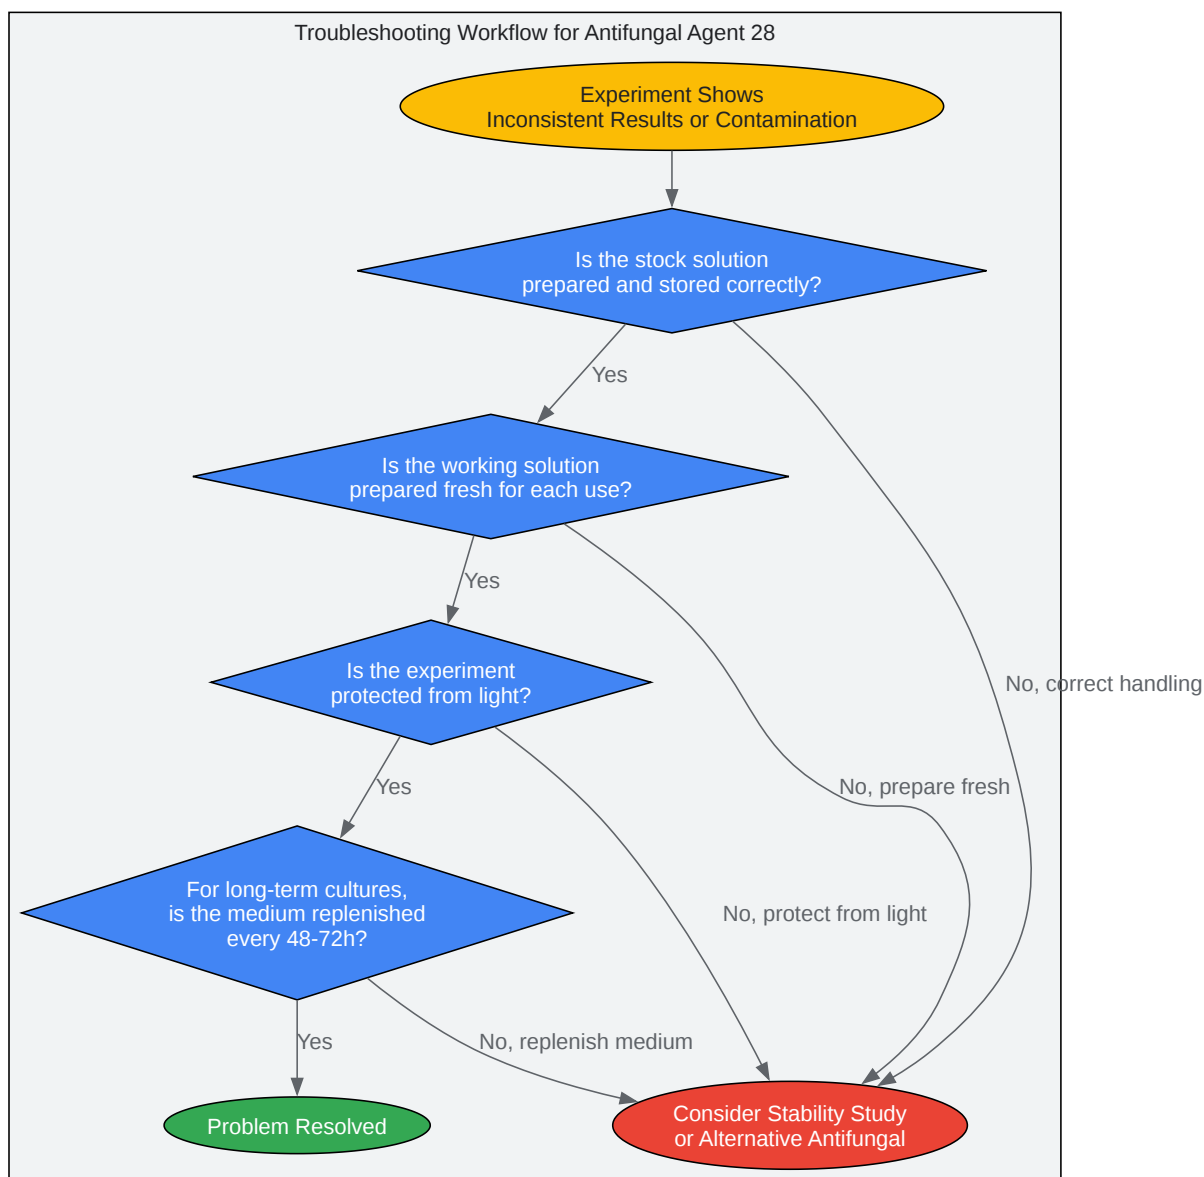 Troubleshooting Workflow for Antifungal Agent 28
Experiment Shows
Inconsistent Results or Contamination
Is the stock solution
prepared and stored correctly?
Yes
Is the working solution
prepared fresh for each use?
Yes
Is the experiment
protected from light?
No, correct handling
Yes
No, prepare fresh
For long-term cultures,
is the medium replenished
every 48-72h?
No, protect from light
Yes
No, replenish medium
Problem Resolved
Consider Stability Study
or Alternative Antifungal